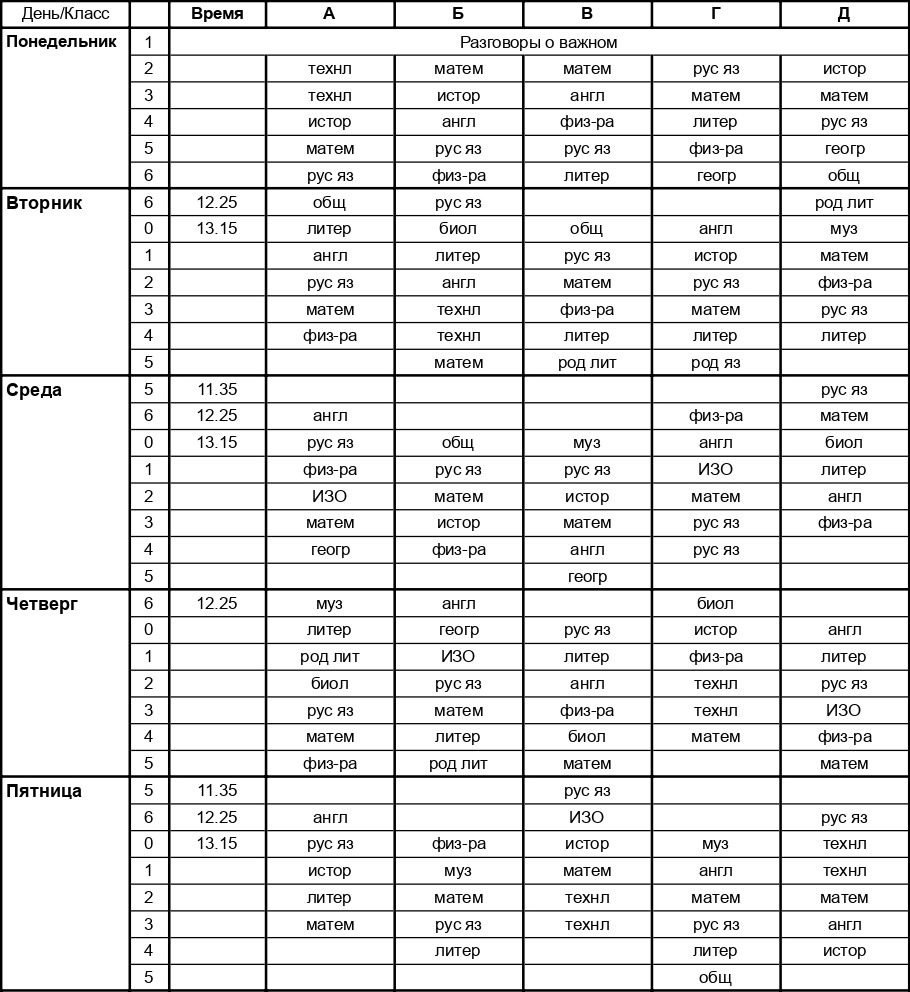 День/Класс Время А Б В Г Д
Понедельник 1 Разговоры о важном
2 технл матем матем рус яз истор
3 технл истор англ матем матем
4 истор англ физ-ра литер рус яз
5 матем рус яз рус яз физ-ра геогр
6 рус яз физ-ра литер геогр общ
Вторник 6 12.25 общ рус яз род лит
0 13.15 литер биол общ англ муз
1 англ литер рус яз истор матем
2 рус яз англ матем рус яз физ-ра
3 матем технл физ-ра матем рус яз
4 физ-ра технл литер литер литер
5 матем род лит род яз
Среда 5 11.35 рус яз
6 12.25 англ физ-ра матем
0 13.15 рус яз общ муз англ биол
1 физ-ра рус яз рус яз ИЗО литер
2 ИЗО матем истор матем англ
3 матем истор матем рус яз физ-ра
4 геогр физ-ра англ рус яз
5 геогр
Четверг 6 12.25 муз англ биол
0 литер геогр рус яз истор англ
1 род лит ИЗО литер физ-ра литер
2 биол рус яз англ технл рус яз
3 рус яз матем физ-ра технл ИЗО
4 матем литер биол матем физ-ра
5 физ-ра род лит матем матем
Пятница 5 11.35 рус яз
6 12.25 англ ИЗО рус яз
0 13.15 рус яз физ-ра истор муз технл
1 истор муз матем англ технл
2 литер матем технл матем матем
3 матем рус яз технл рус яз англ
4 литер литер истор
5 общ